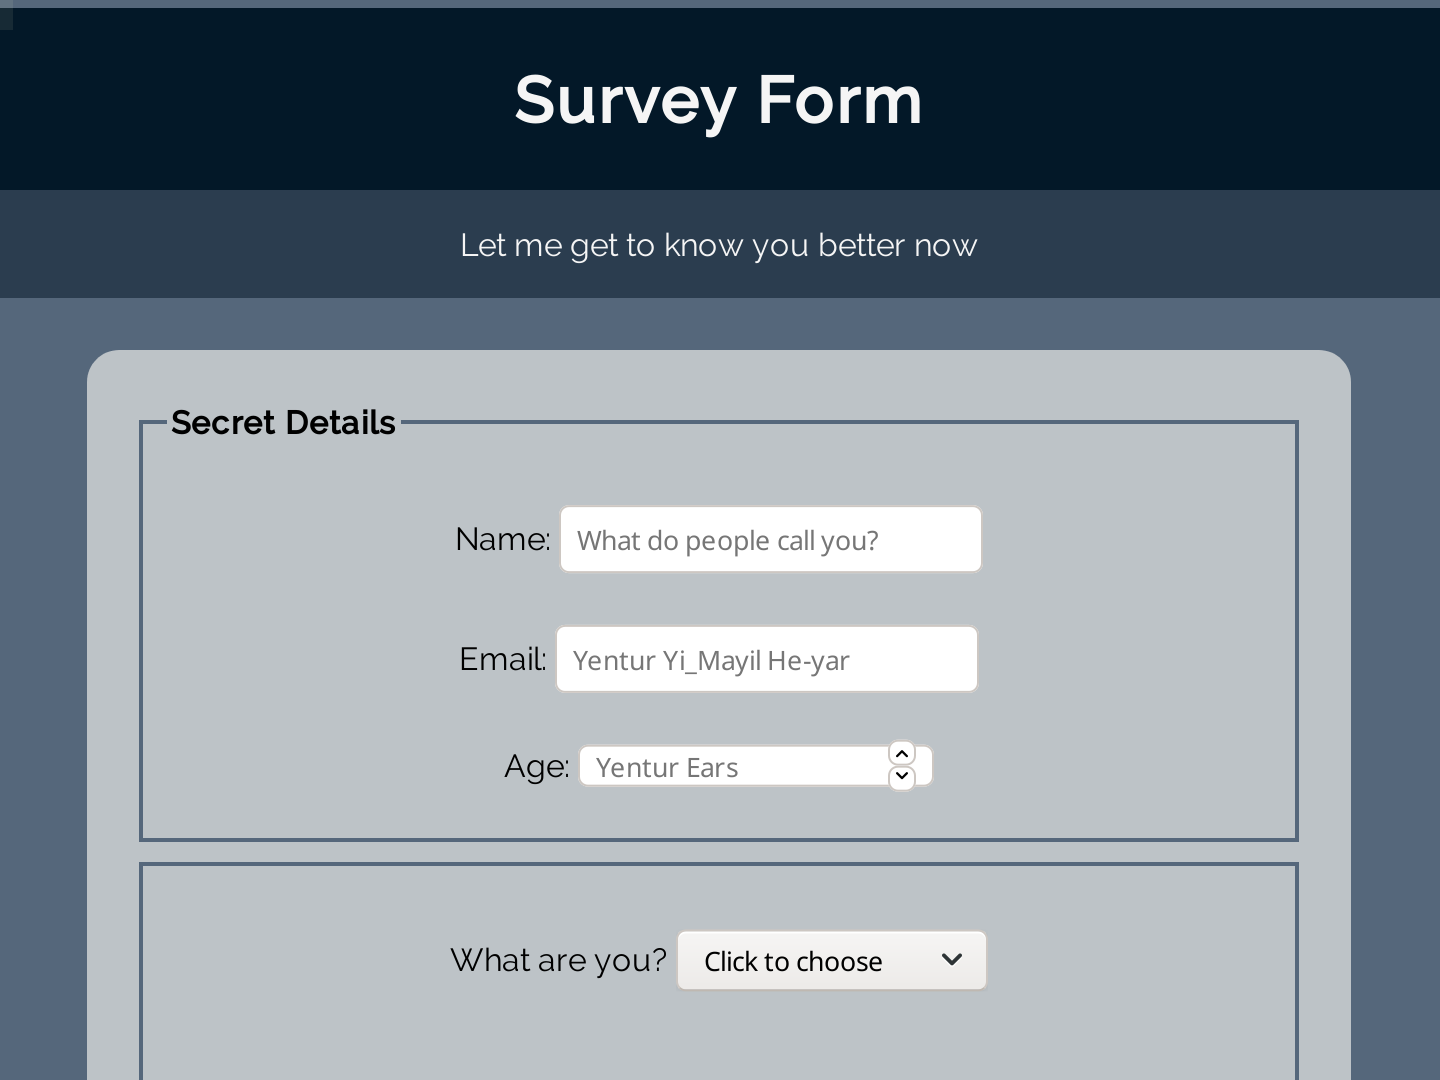 Survey Form
Let me get to know you better now
Secret Details
Name: What do people call you?
Email: Yentur Yi_Mayil He-yar
Age: Yentur Ears
What are you? Click to choose